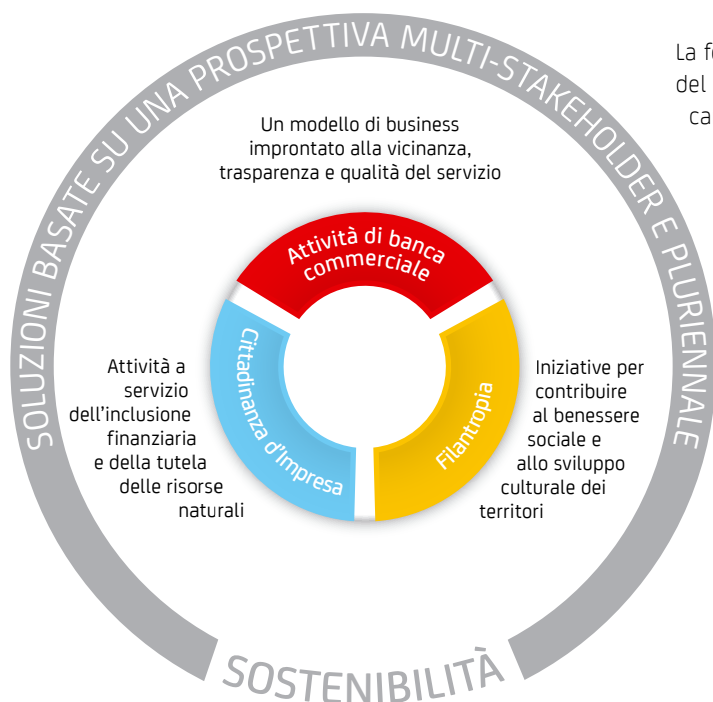 SOLUZIONI BASATE SU UNA PROSPETTIVA MULTI-STAKEHOLDER E PLURIENNALE
La
del
Un modello di business
improntato alla vicinanza,
trasparenza e qualità del servizio
Attività di banca
commerciale
Cittadinanza d'Impresa
Filantropia
Attività a
servizio
dell'inclusione
finanziaria
e della tutela
delle risorse
naturali
Iniziative per
contribuire
al benessere
sociale e
allo sviluppo
culturale dei
territori
SOSTENIBILITÀ